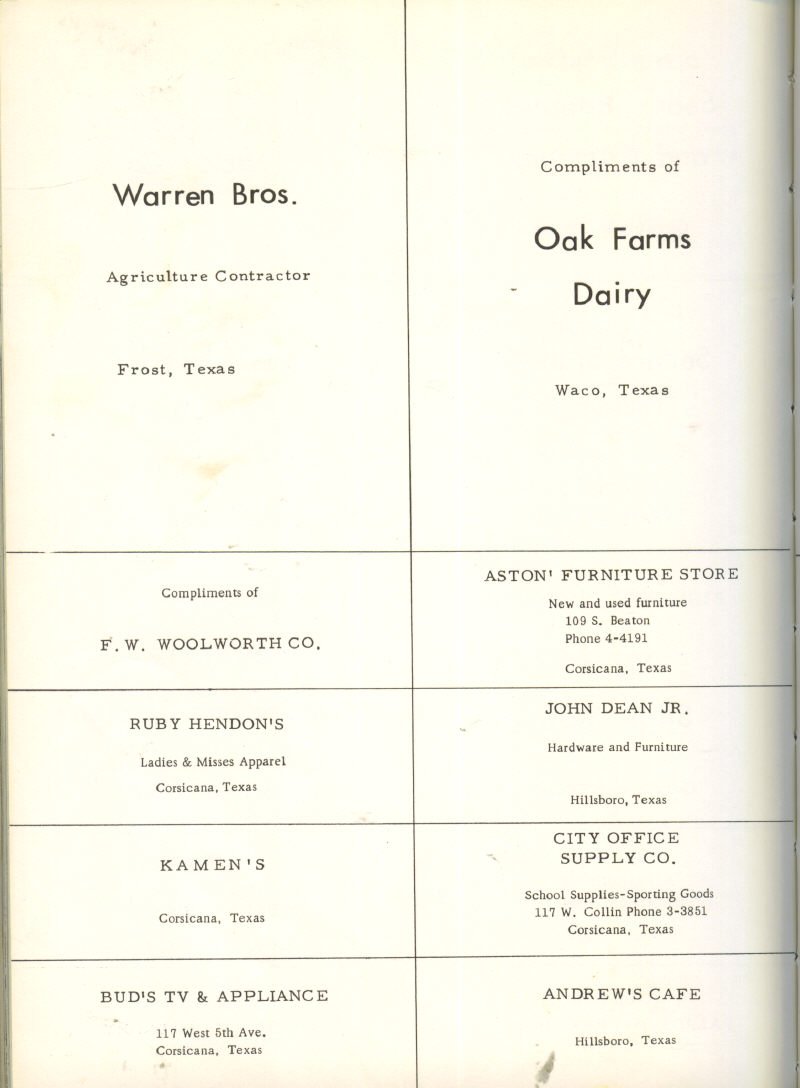 Warren Bros.
Agriculture Contractor
Frost, Texas
Compliments of
Oak Farms
Dairy
Waco, Texas
Compliments of
F. W. WOOLWORTH CO.
ASTON' FURNITURE STORE
New and used furniture
109 S. Beaton
Phone 4-4191
Corsicana, Texas
RUBY HENDON'S
Ladies & Misses Apparel
Corsicana, Texas
JOHN DEAN JR.
Hardware and Furniture
Hillsboro, Texas
KAMEN'S
Corsicana, Texas
CITY OFFICE
SUPPLY CO.
School Supplies-Sporting Goods
117 W. Collin Phone 3-3851
Corsicana, Texas
BUD'S TV & APPLIANCE
117 West 5th Ave.
Corsicana, Texas
ANDREW'S CAFE
Hillsboro, Texas